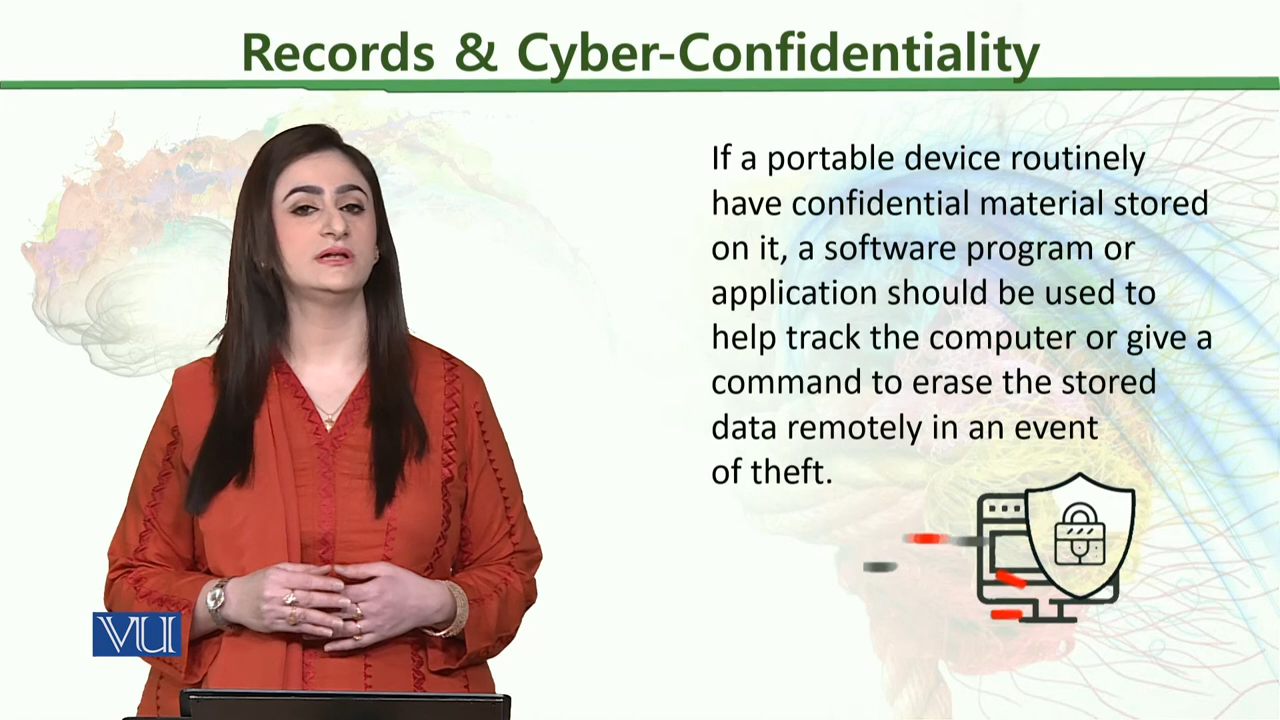 Records & Cyber-Confidentiality
If a portable device routinely
have confidential material stored
on it, a software program or
application should be used to
help track the computer or give a
command to erase the stored
data remotely in an event
of theft.
VU